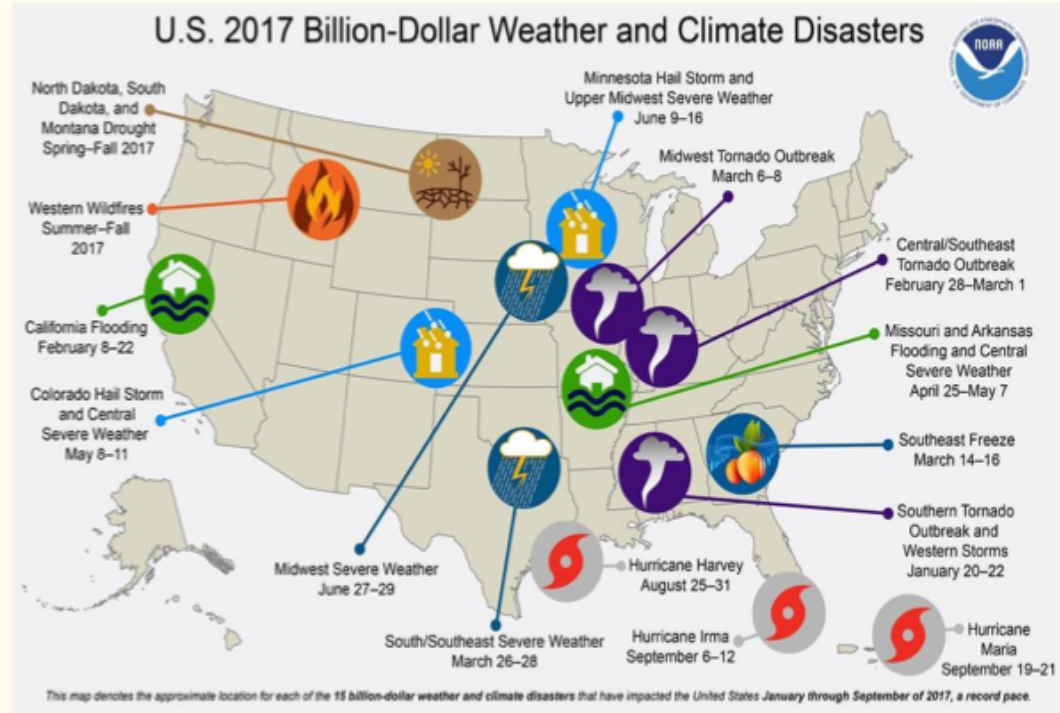 U.S. 2017 Billion-Dollar Weather and Climate Disasters
NOAA
North Dakota, South
Dakota, and
Montana Drought
Spring–Fall 2017
Western Wildfires
Summer–Fall
2017
California Flooding
February 8–22
Colorado Hail Storm
and Central
Severe Weather
May 8–11
Minnesota Hail Storm and
Upper Midwest Severe Weather
June 9–16
Midwest Tornado Outbreak
March 6–8
Central/Southeast
Tornado Outbreak
February 28–March 1
Missouri and Arkansas
Flooding and Central
Severe Weather
April 25–May 7
Southeast Freeze
March 14–16
Southern Tornado
Outbreak and
Western Storms
January 20–22
Midwest Severe Weather
June 27–29
South/Southeast Severe Weather
March 26–28
Hurricane Harvey
August 25–31
Hurricane Irma
September 6–12
Hurricane
Maria
September 19–21
This map denotes the approximate location for each of the 15 billion-dollar weather and climate disasters that have impacted the United States January through September of 2017, a record pace.